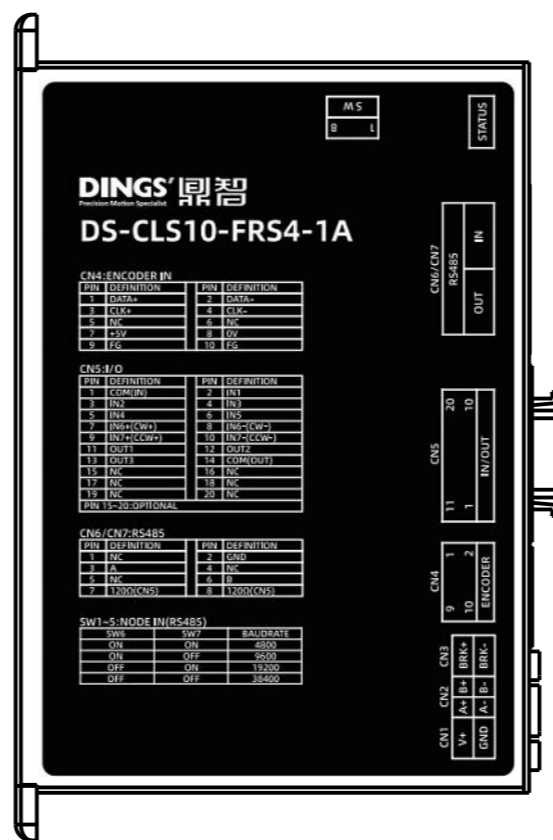 SW
8 1
STATUS
DINGS' 鼎智
Precision Motion Specialist
DS-CLS10-FRS4-1A
CN4:ENCODER IN
PIN DEFINITION PIN DEFINITION
1 DATA+ 2 DATA-
3 CLK+ 4 CLK-
5 NC 6 NC
7 +5V 8 0V
9 FG 10 FG
CN5:I/O
PIN DEFINITION PIN DEFINITION
1 COM(IN) 2 IN1
3 IN2 4 IN3
5 IN4 6 IN5
7 IN6+(CW+) 8 IN6-(CW-)
9 IN7+(CCW+) 10 IN7-(CCW-)
11 OUT1 12 OUT2
13 OUT3 14 COM(OUT)
15 NC 16 NC
17 NC 18 NC
19 NC 20 NC
PIN 15~20:OPTIONAL
CN6/CN7:RS485
PIN DEFINITION PIN DEFINITION
1 NC 2 GND
3 A 4 NC
5 NC 6 B
7 120Ω(CN5) 8 120Ω(CN5)
SW1~5:NODE IN(RS485)
SW6 SW7 BAUDRATE
ON ON 4800
ON OFF 9600
OFF ON 19200
OFF OFF 38400
CN6/CN7
RS485
OUT IN
CN5
11 20
1 10
IN/OUT
CN4
9 1
10 2
ENCODER
CN1 CN2 CN3
V+ A+ B+ BRK+
GND A- B- BRK-